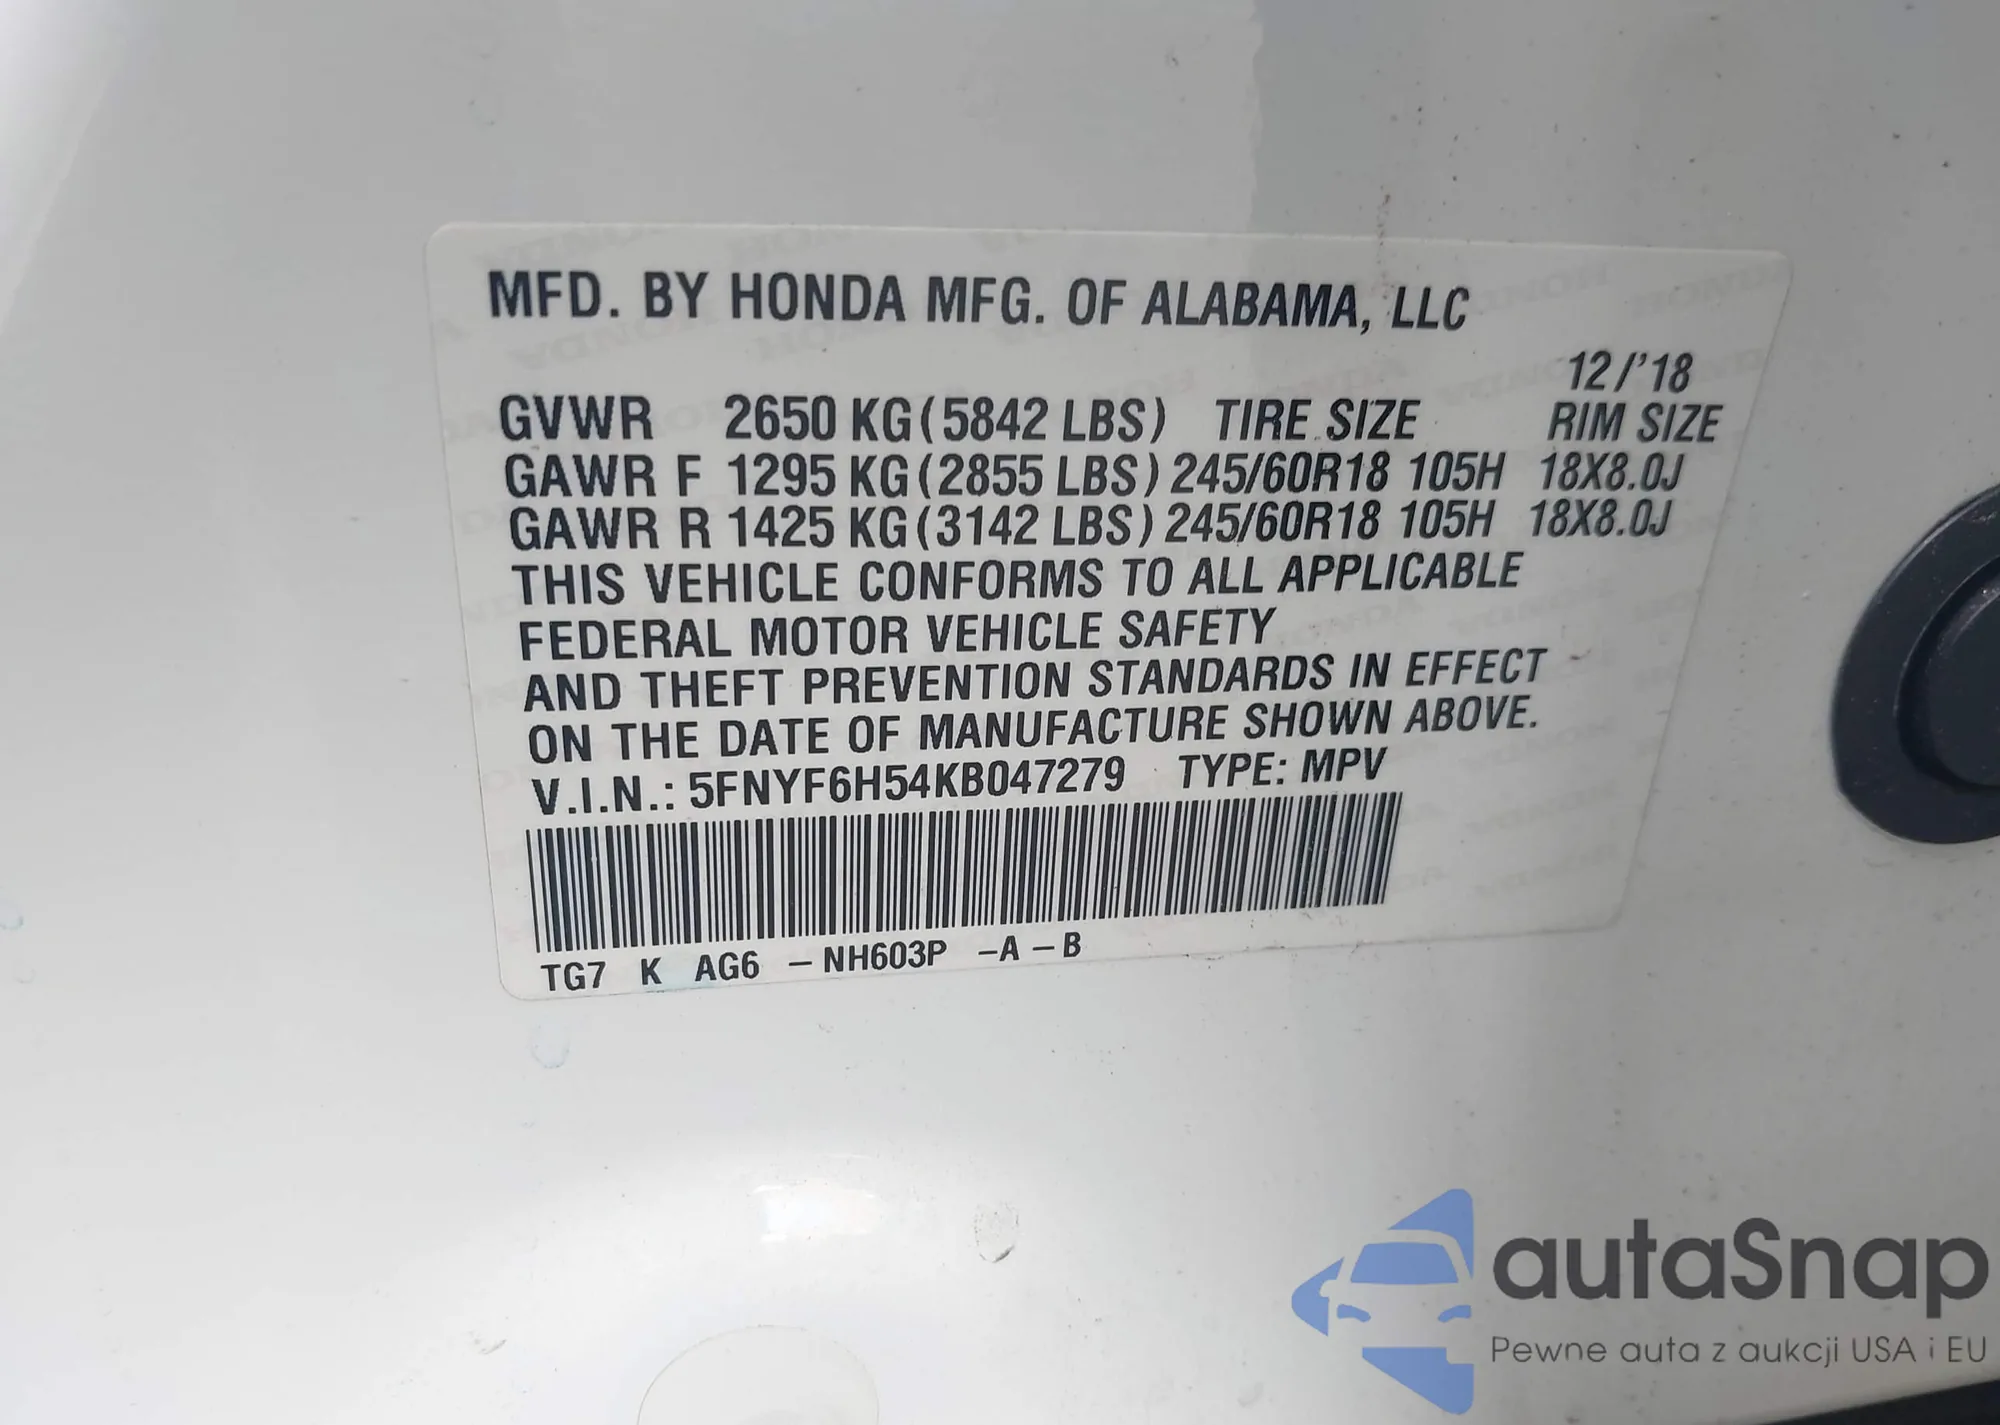 MFD. BY HONDA MFG. OF ALABAMA, LLC
12/'18
GVWR 2650 KG(5842 LBS) TIRE SIZE RIM SIZE
GAWR F 1295 KG(2855 LBS) 245/60R18 105H 18X8.0J
GAWR R 1425 KG(3142 LBS) 245/60R18 105H 18X8.0J
THIS VEHICLE CONFORMS TO ALL APPLICABLE
FEDERAL MOTOR VEHICLE SAFETY
AND THEFT PREVENTION STANDARDS IN EFFECT
ON THE DATE OF MANUFACTURE SHOWN ABOVE.
V.I.N.: 5FNYF6H54KB047279 TYPE: MPV
TG7 K AG6 – NH603P –A – B
autaSnap
Pewne auta z aukcji USA i EU